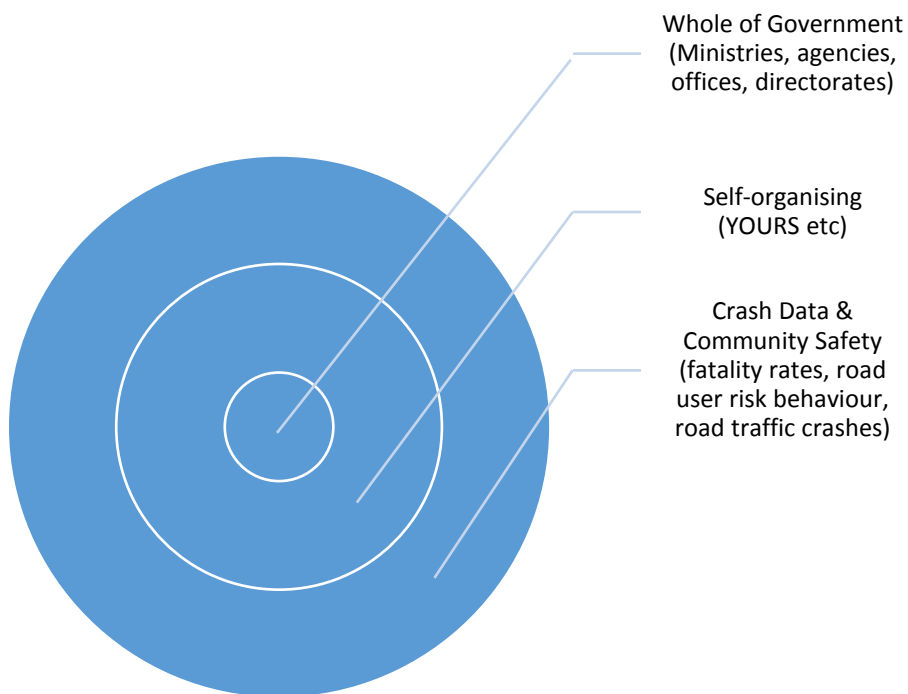 Whole of Government
(Ministries, agencies,
offices, directorates)
Self-organising
(YOURS etc)
Crash Data &
Community Safety
(fatality rates, road
user risk behaviour,
road traffic crashes)